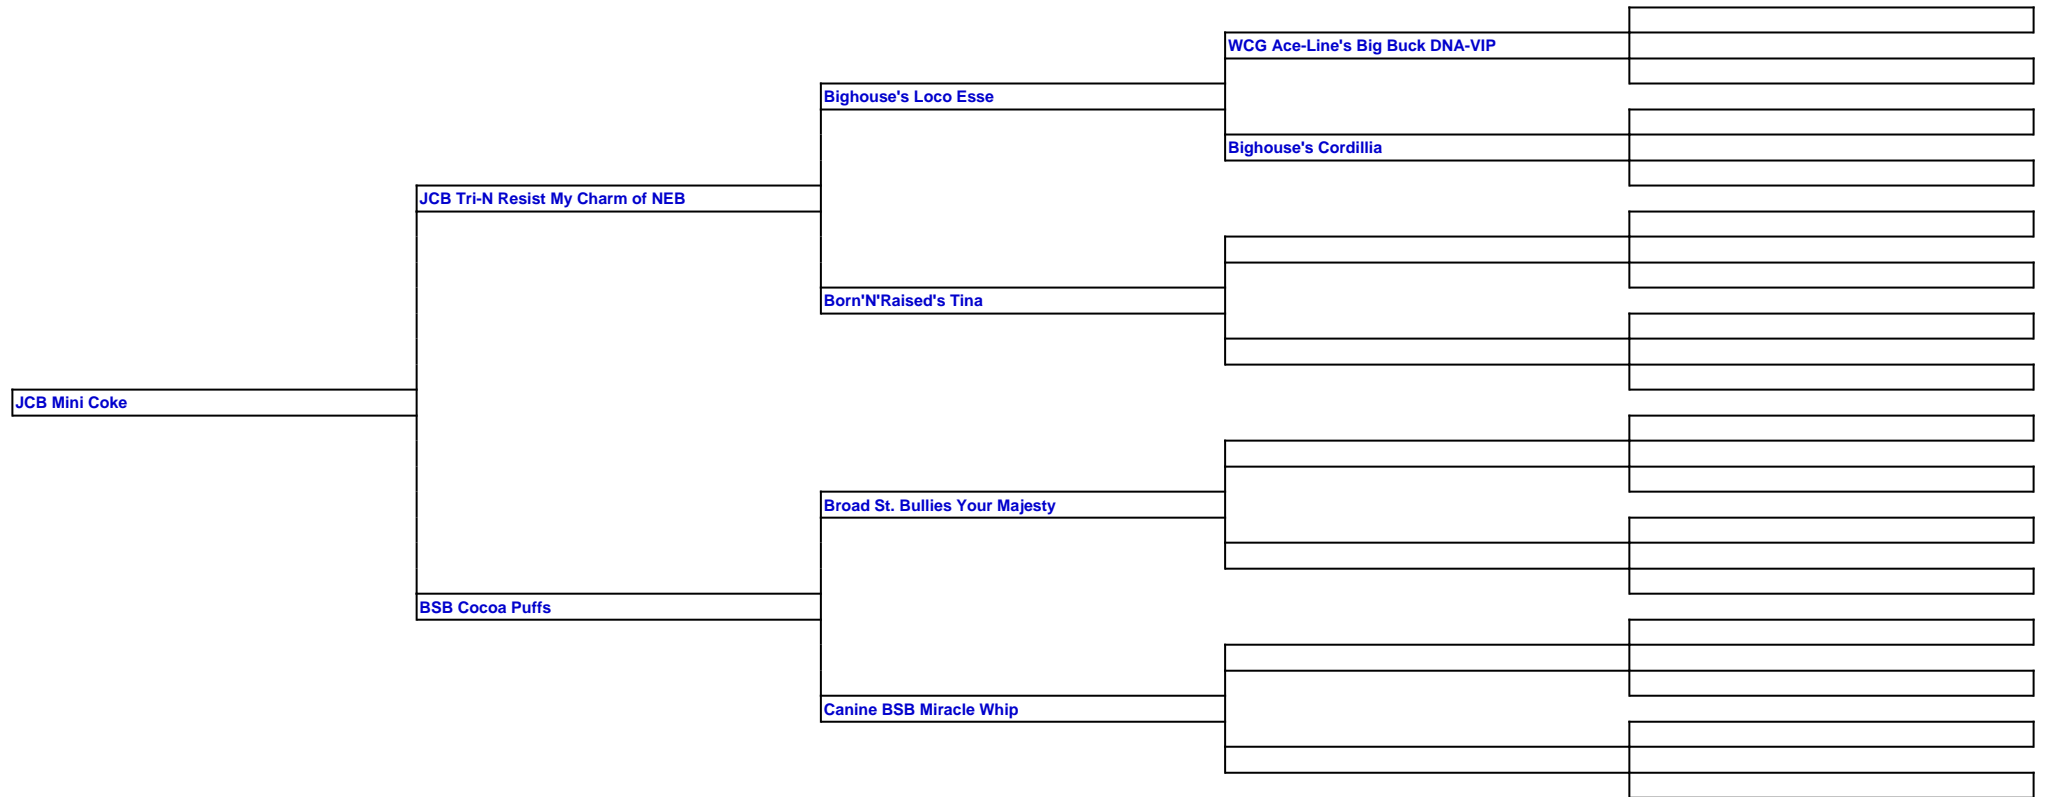 WCG Ace-Line's Big Buck DNA-VIP
Bighouse's Loco Esse
Bighouse's Cordillia
JCB Tri-N Resist My Charm of NEB
Born'N'Raised's Tina
JCB Mini Coke
Broad St. Bullies Your Majesty
BSB Cocoa Puffs
Canine BSB Miracle Whip